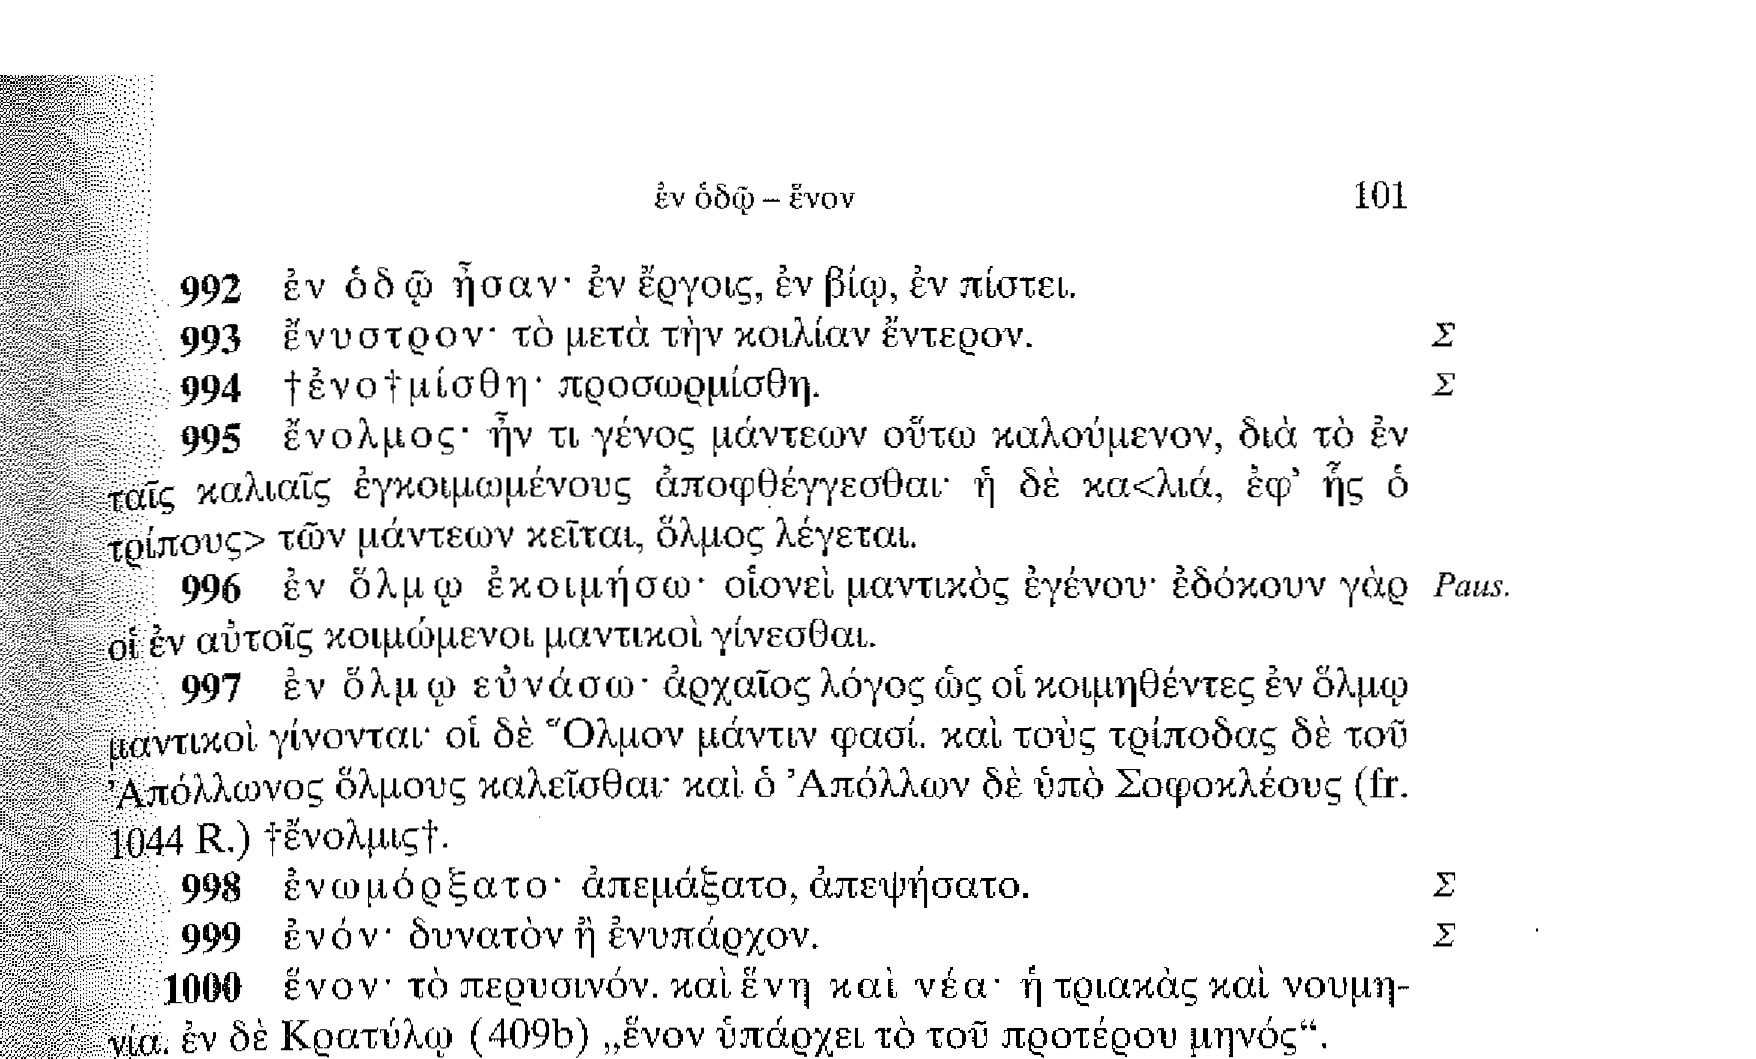 ἐν ὁδῷ – ἕνον 101
992 ἐν ὁδῷ ἦσαν· ἐν ἔργοις, ἐν βίῳ, ἐν πίστει.
993 ἔνυστρον· τὸ μετὰ τὴν κοιλίαν ἔντερον. Σ
994 †ἐνο†μίσθη· προσωρμίσθη. Σ
995 ἔνολμος· ἦν τι γένος μάντεων οὕτω καλούμενον, διὰ τὸ ἐν
ταῖς καλιαῖς ἐγκοιμωμένους ἀποφθέγγεσθαι· ἡ δὲ κα<λιά, ἐφ’ ἧς ὁ
τρίπους> τῶν μάντεων κεῖται, ὅλμος λέγεται.
996 ἐν ὅλμῳ ἐκοιμήσω· οἱονεὶ μαντικὸς ἐγένου· ἐδόκουν γὰρ Paus.
οἱ ἐν αὐτοῖς κοιμώμενοι μαντικοὶ γίνεσθαι.
997 ἐν ὅλμῳ εὐνάσω· ἀρχαῖος λόγος ὡς οἱ κοιμηθέντες ἐν ὅλμῳ
μαντικοὶ γίνονται· οἱ δὲ Ὅλμον μάντιν φασί. καὶ τοὺς τρίποδας δὲ τοῦ
Ἀπόλλωνος ὅλμους καλεῖσθαι· καὶ ὁ Ἀπόλλων δὲ ὑπὸ Σοφοκλέους (fr.
1044 R.) †ἔνολμις†.
998 ἐνωμόρξατο· ἀπεμάξατο, ἀπεψήσατο. Σ
999 ἐνόν· δυνατὸν ἢ ἐνυπάρχον. Σ
1000 ἕνον· τὸ περυσινόν. καὶ ἕνη καὶ νέα· ἡ τριακὰς καὶ νουμη-
νία. ἐν δὲ Κρατύλῳ (409b) „ἕνον ὑπάρχει τὸ τοῦ προτέρου μηνός“.